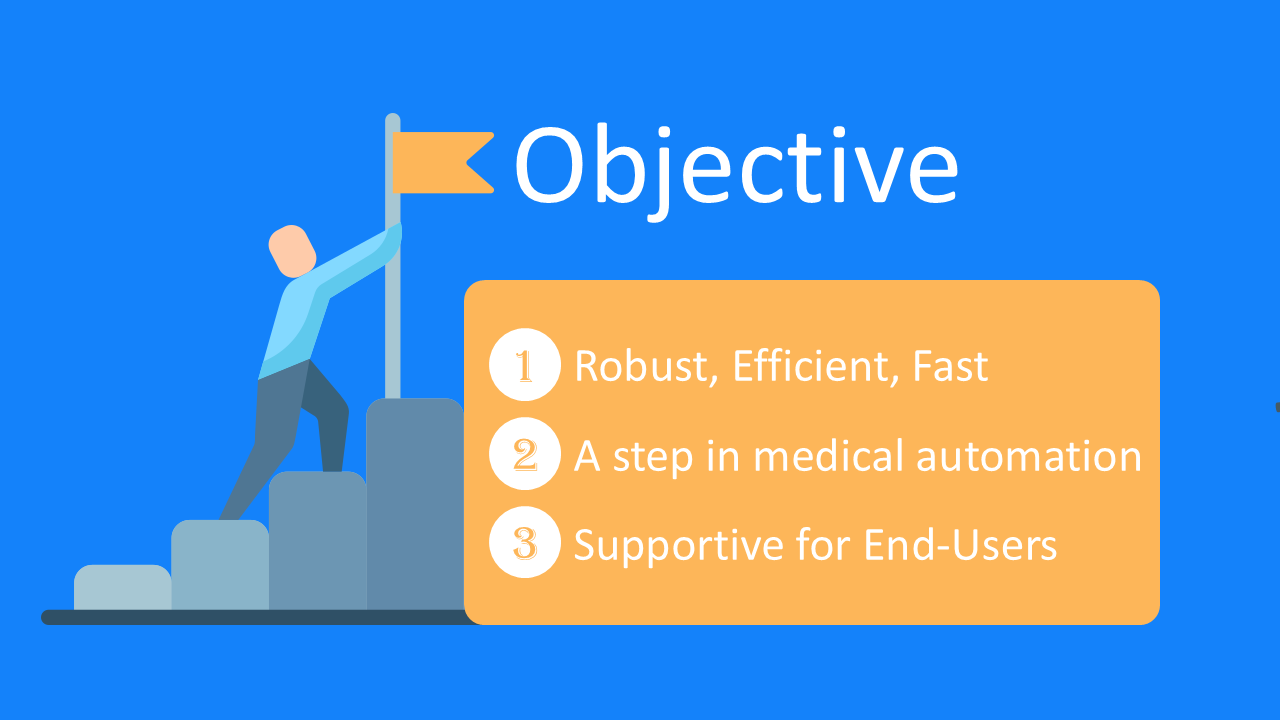 Objective
1 Robust, Efficient, Fast
2 A step in medical automation
3 Supportive for End-Users